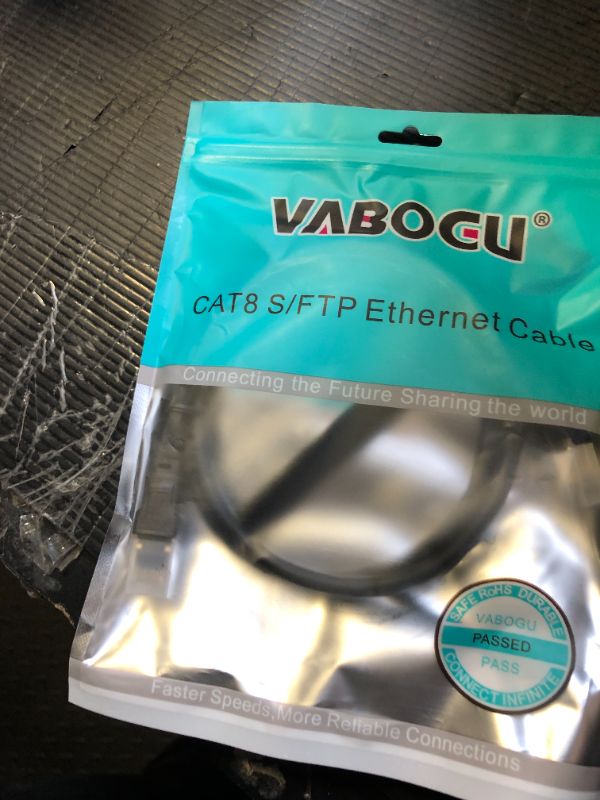 VABOGU®
CAT8 S/FTP Ethernet Cable
Connecting the Future Sharing the world
SAFE RoHS DURABLE
VABOGU
PASSED
PASS
CONNECT INFINITE
Faster Speeds,More Reliable Connections